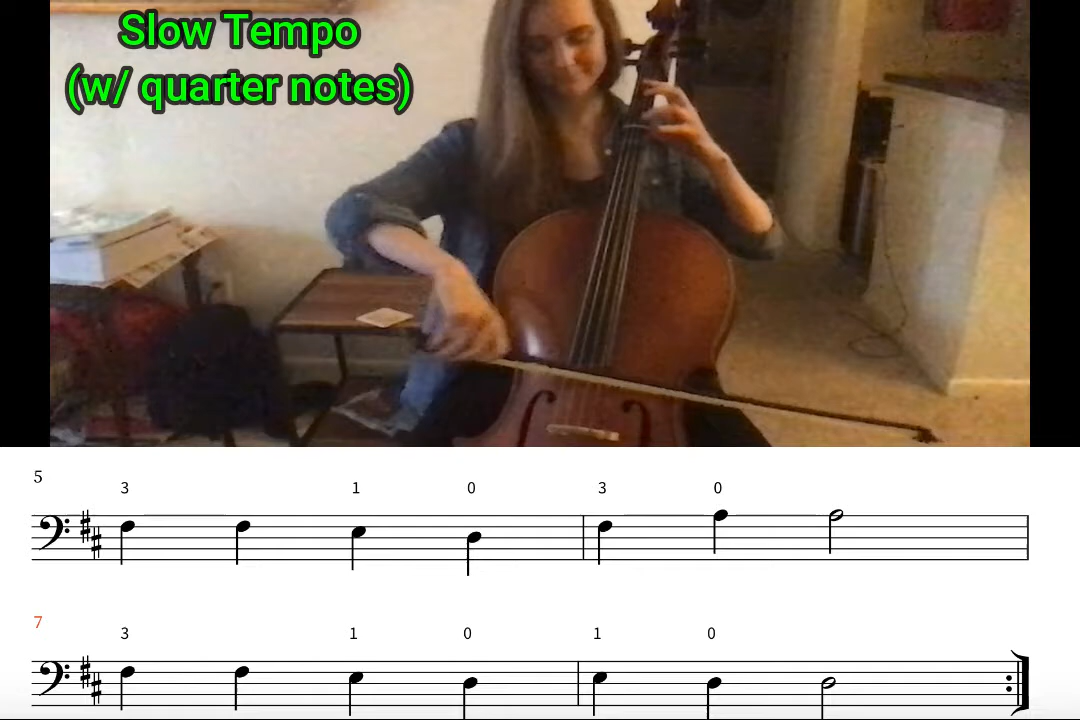 Slow Tempo
(w/ quarter notes)
5
3 1 0 3 0
7
3 1 0 1 0